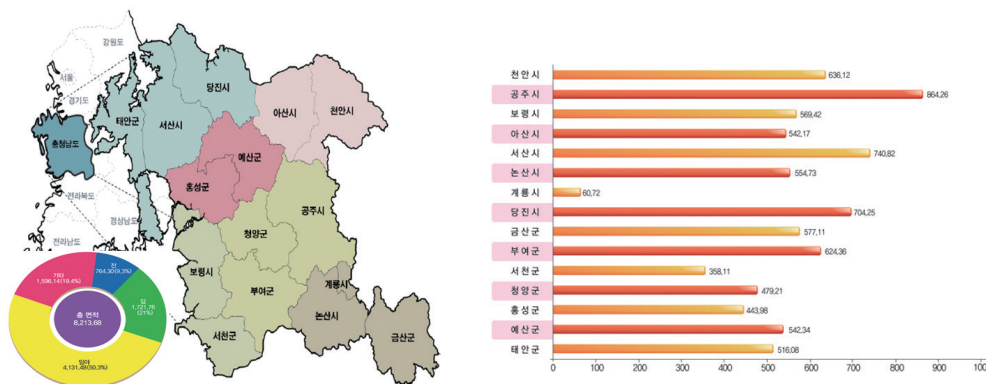 강원도
서울
경기도
충청남도
전라북도
경상남도
전라남도
당진시
태안군
서산시
아산시
천안시
예산군
홍성군
공주시
청양군
보령시
부여군
계룡시
논산시
서천군
금산군
기타
1,596.14(19.4%)
전
764.30(9.3%)
답
1,721.76
(21%)
총 면적
8,213.68
임야
4,131.48(50.3%)
천안시 636,12
공주시 864,26
보령시 569,42
아산시 542,17
서산시 740,82
논산시 554,73
계룡시 60,72
당진시 704,25
금산군 577,11
부여군 624,36
서천군 358,11
청양군 479,21
홍성군 443,98
예산군 542,34
태안군 516,08
0 100 200 300 400 500 600 700 800 900 100